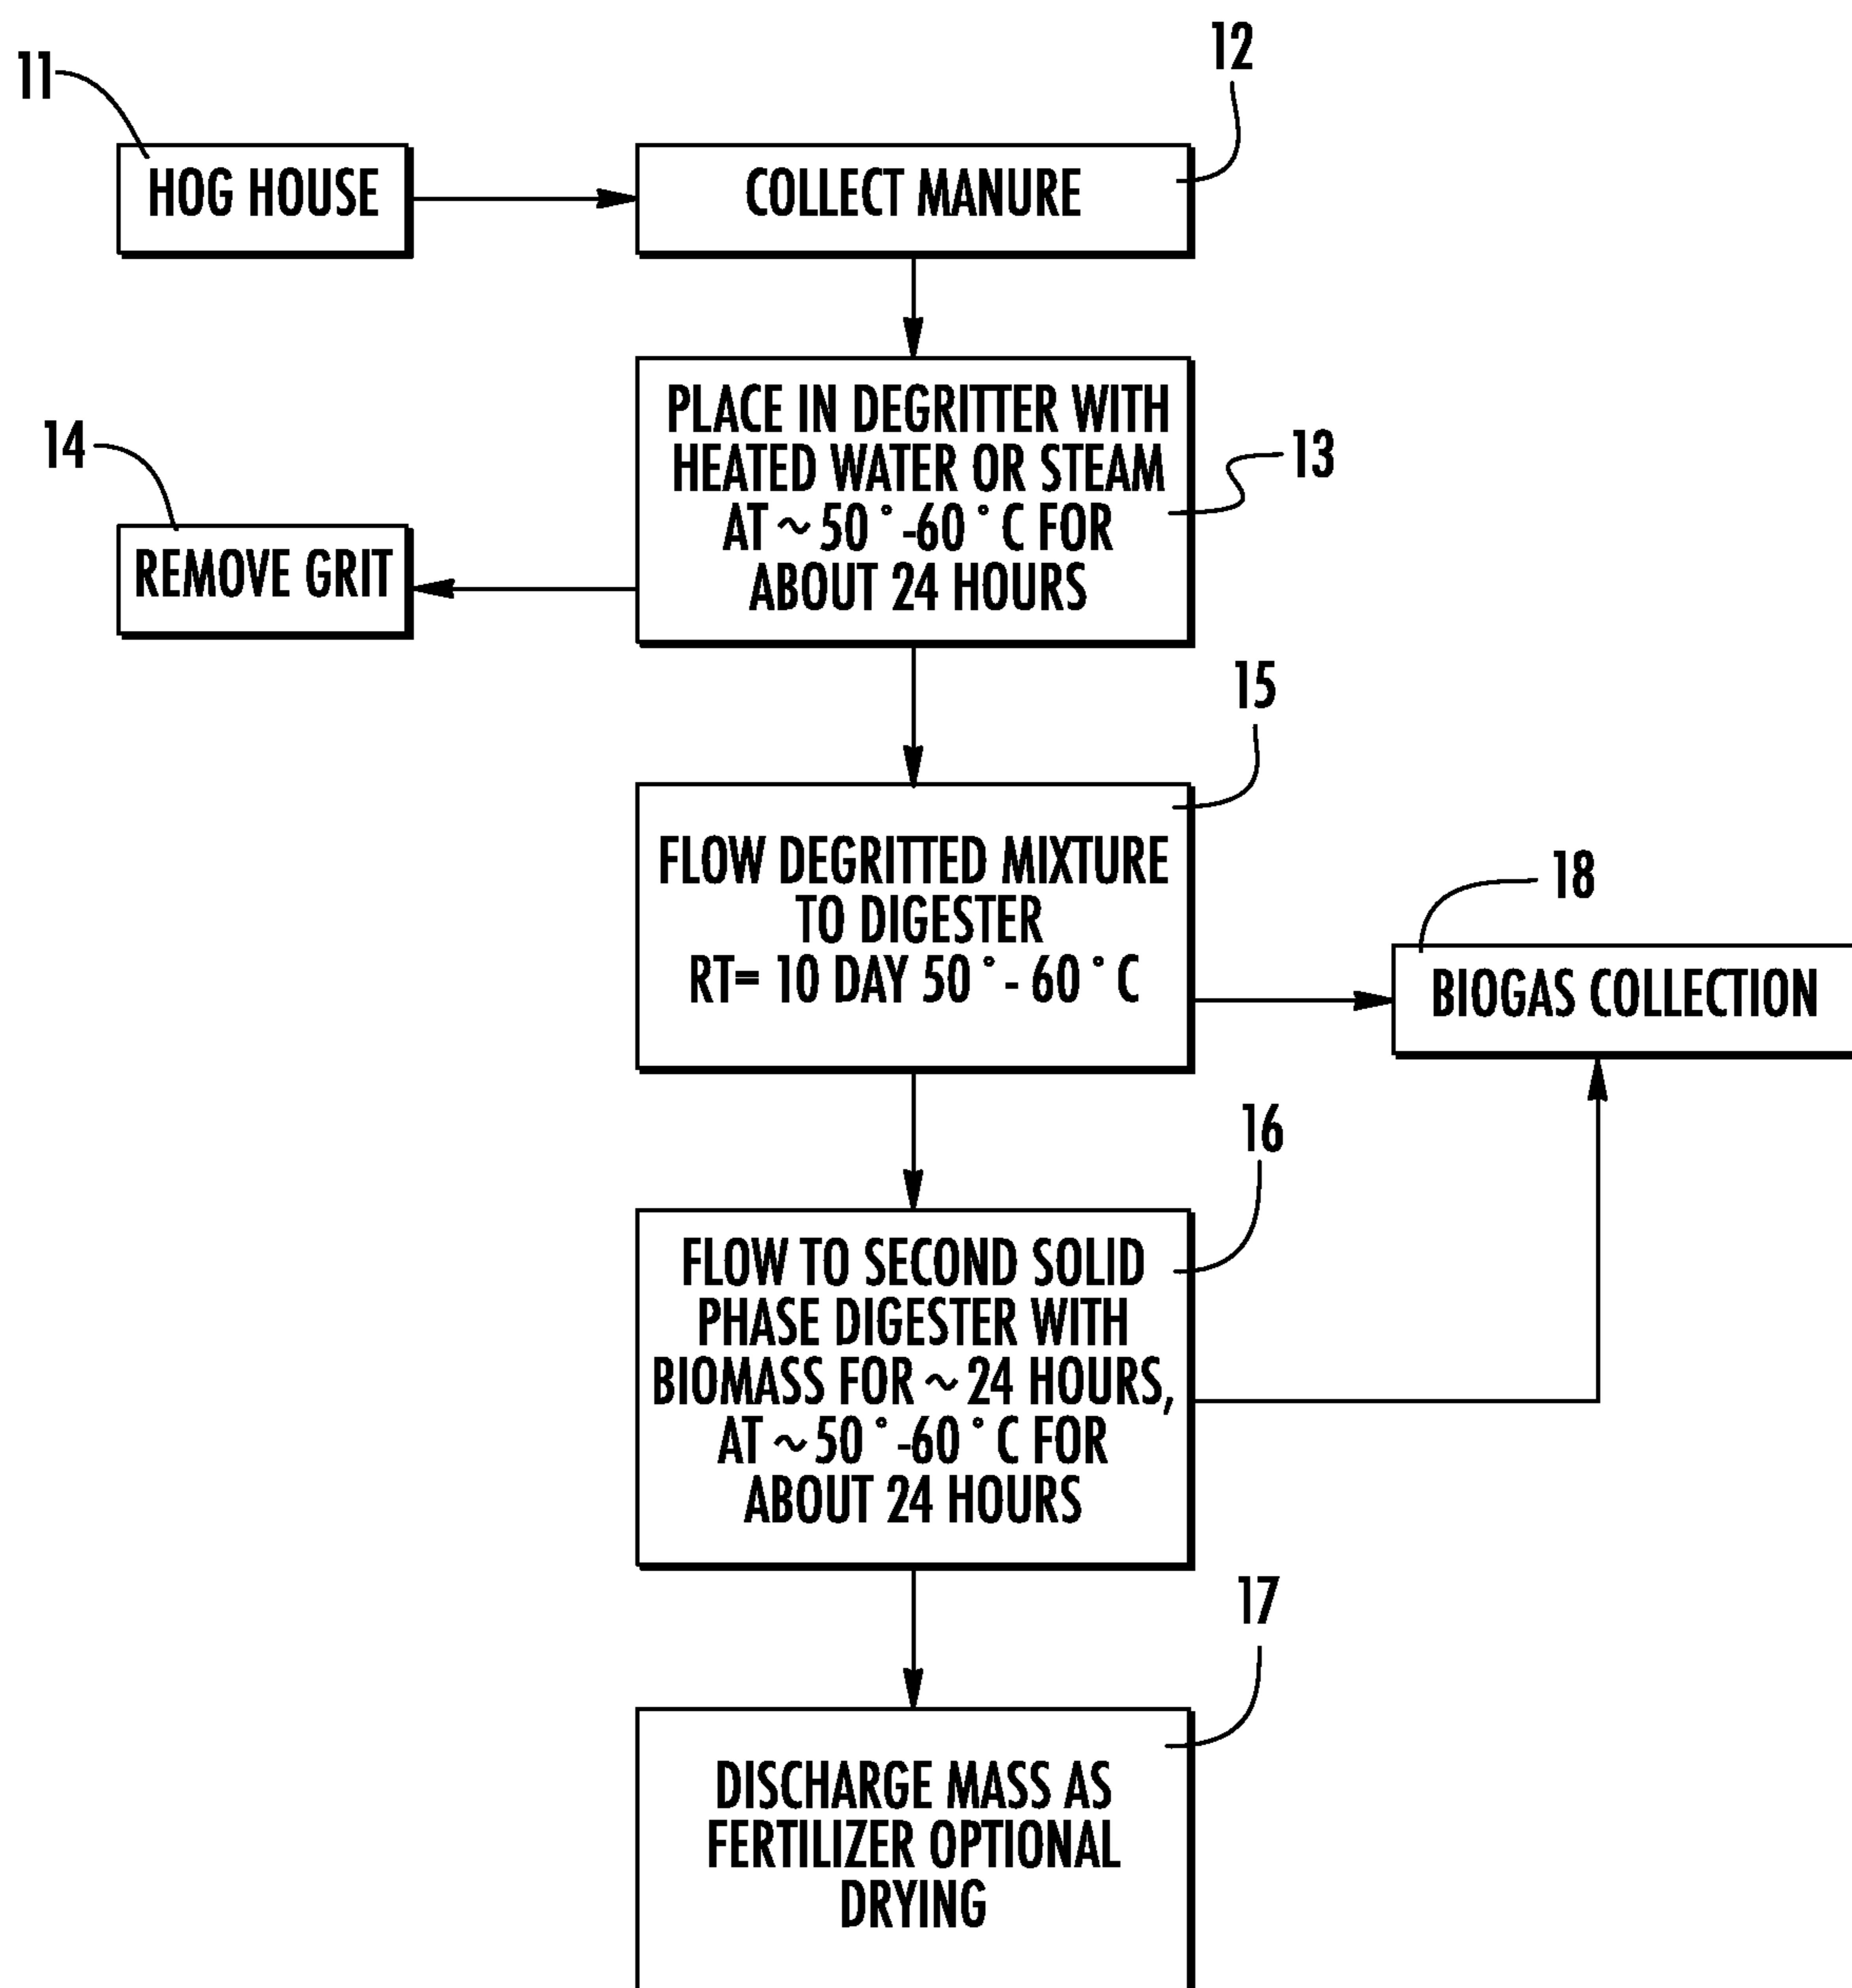 11
12
HOG HOUSE
COLLECT MANURE
PLACE IN DEGRITTER WITH
HEATED WATER OR STEAM
AT ~ 50°-60°C FOR
ABOUT 24 HOURS
13
14
REMOVE GRIT
15
FLOW DEGRITTED MIXTURE
TO DIGESTER
RT= 10 DAY 50°- 60°C
18
BIOGAS COLLECTION
16
FLOW TO SECOND SOLID
PHASE DIGESTER WITH
BIOMASS FOR ~ 24 HOURS,
AT ~50°-60°C FOR
ABOUT 24 HOURS
17
DISCHARGE MASS AS
FERTILIZER OPTIONAL
DRYING